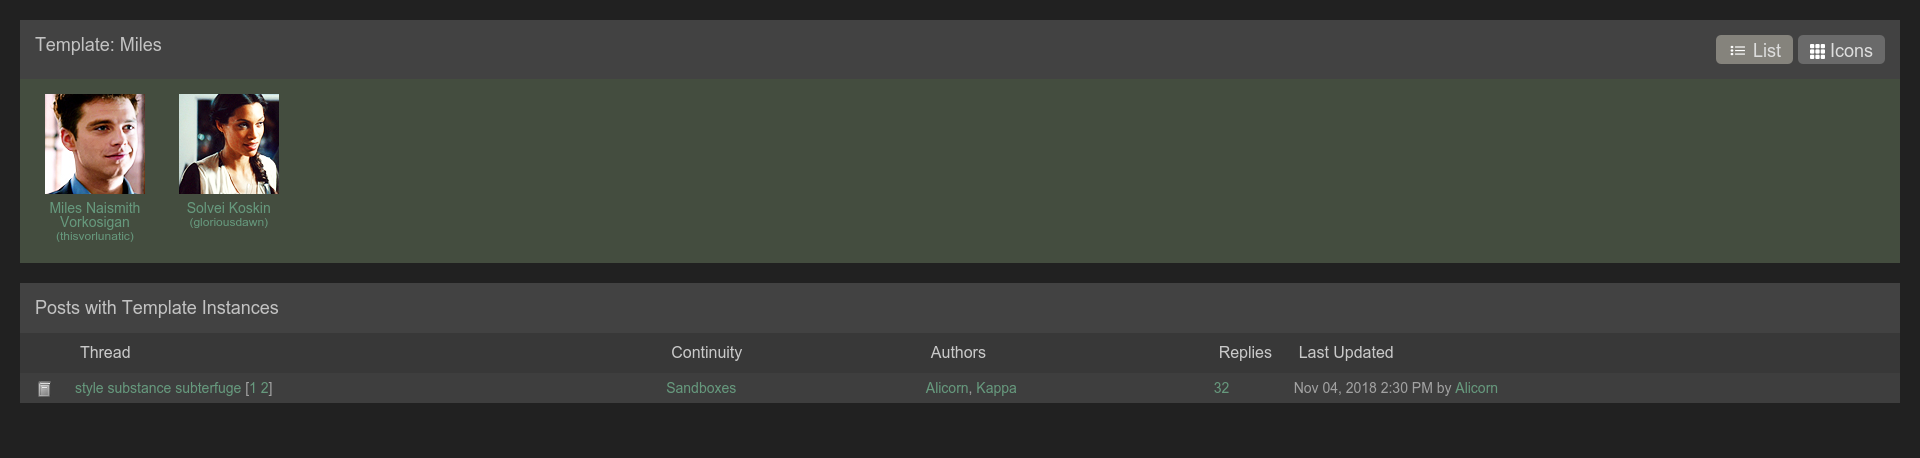 Template: Miles
List
Icons
Miles Naismith
Vorkosigan
(thisvorlunatic)
Solvei Koskin
(gloriousdawn)
Posts with Template Instances
Thread Continuity Authors Replies Last Updated
style substance subterfuge [1 2] Sandboxes Alicorn, Kappa 32 Nov 04, 2018 2:30 PM by Alicorn